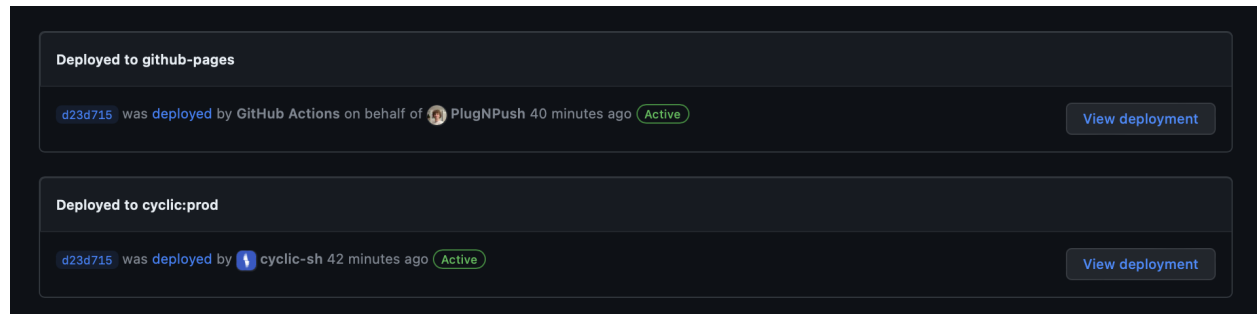 Deployed to github-pages
d23d715 was deployed by GitHub Actions on behalf of PlugNPush 40 minutes ago Active
View deployment
Deployed to cyclic:prod
d23d715 was deployed by cyclic-sh 42 minutes ago Active
View deployment